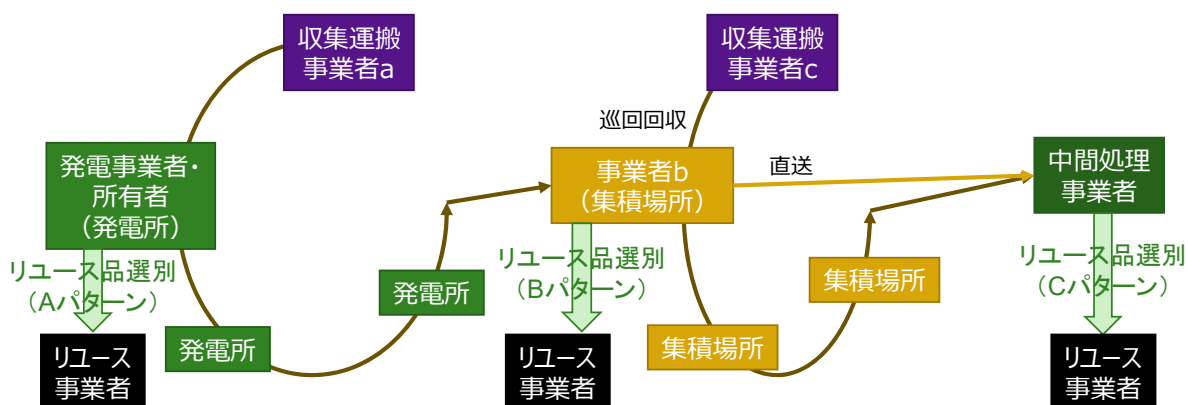 収集運搬
事業者a
収集運搬
事業者c
巡回回収
発電事業者・
所有者
（発電所）
事業者b
（集積場所）
直送
中間処理
事業者
リユース品選別
（Aパターン）
発電所
リユース品選別
（Bパターン）
集積場所
リユース品選別
（Cパターン）
リユース
事業者
発電所
リユース
事業者
集積場所
リユース
事業者